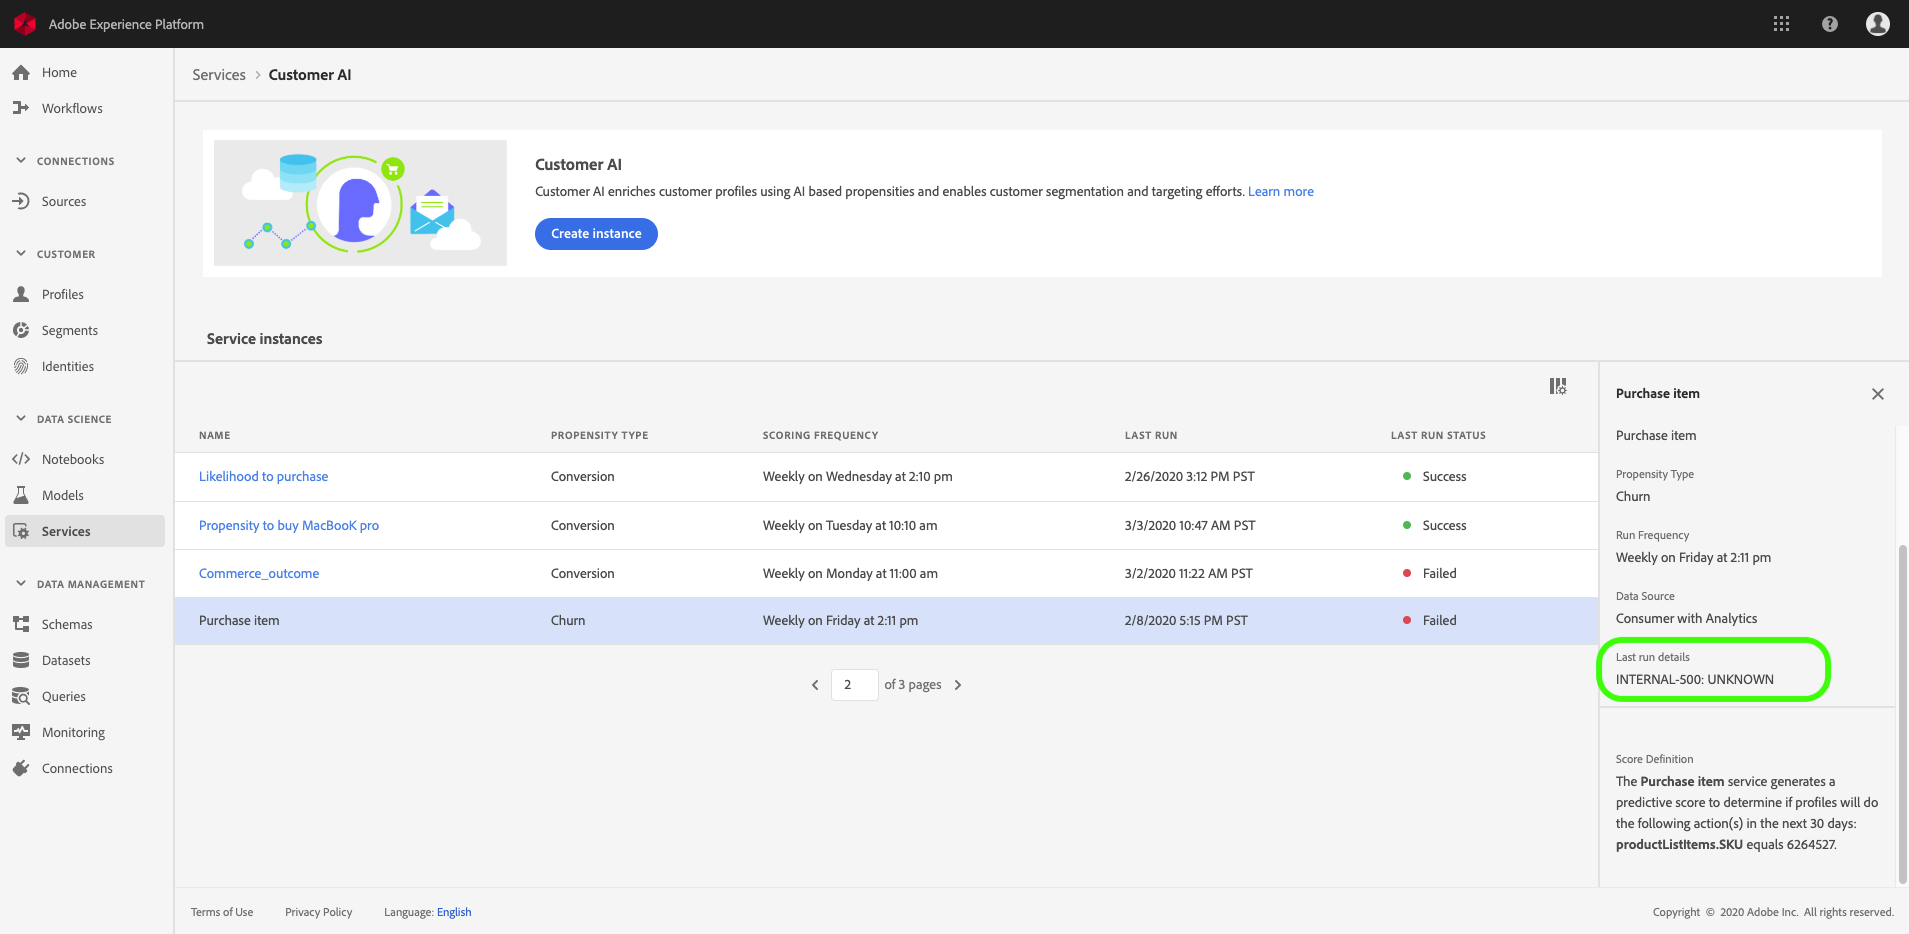 Adobe Experience Platform
Home
Workflows
CONNECTIONS
Sources
CUSTOMER
Profiles
Segments
Identities
DATA SCIENCE
Notebooks
Models
Services
DATA MANAGEMENT
Schemas
Datasets
Queries
Monitoring
Connections
Services > Customer AI
Customer AI
Customer AI enriches customer profiles using AI based propensities and enables customer segmentation and targeting efforts. Learn more
Create instance
Service instances
NAME PROPENSITY TYPE SCORING FREQUENCY LAST RUN LAST RUN STATUS
Likelihood to purchase Conversion Weekly on Wednesday at 2:10 pm 2/26/2020 3:12 PM PST Success
Propensity to buy MacBooK pro Conversion Weekly on Tuesday at 10:10 am 3/3/2020 10:47 AM PST Success
Commerce_outcome Conversion Weekly on Monday at 11:00 am 3/2/2020 11:22 AM PST Failed
Purchase item Churn Weekly on Friday at 2:11 pm 2/8/2020 5:15 PM PST Failed
2 of 3 pages
Purchase item
Purchase item
Propensity Type
Churn
Run Frequency
Weekly on Friday at 2:11 pm
Data Source
Consumer with Analytics
Last run details
INTERNAL-500: UNKNOWN
Score Definition
The Purchase item service generates a
predictive score to determine if profiles will do
the following action(s) in the next 30 days:
productListItems.SKU equals 6264527.
Terms of Use Privacy Policy Language: English
Copyright © 2020 Adobe Inc. All rights reserved.